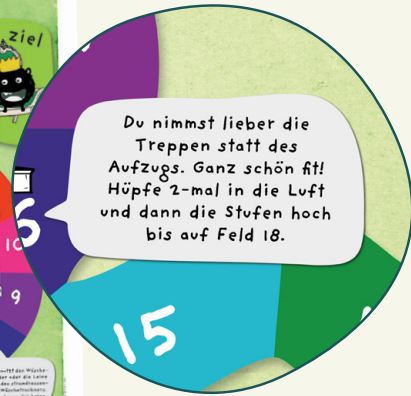 ziel
Du nimmst lieber die
Treppen statt des
Aufzugs. Ganz schön fit!
Hüpfe 2-mal in die Luft
und dann die Stufen hoch
bis auf Feld 18.
10
9
15